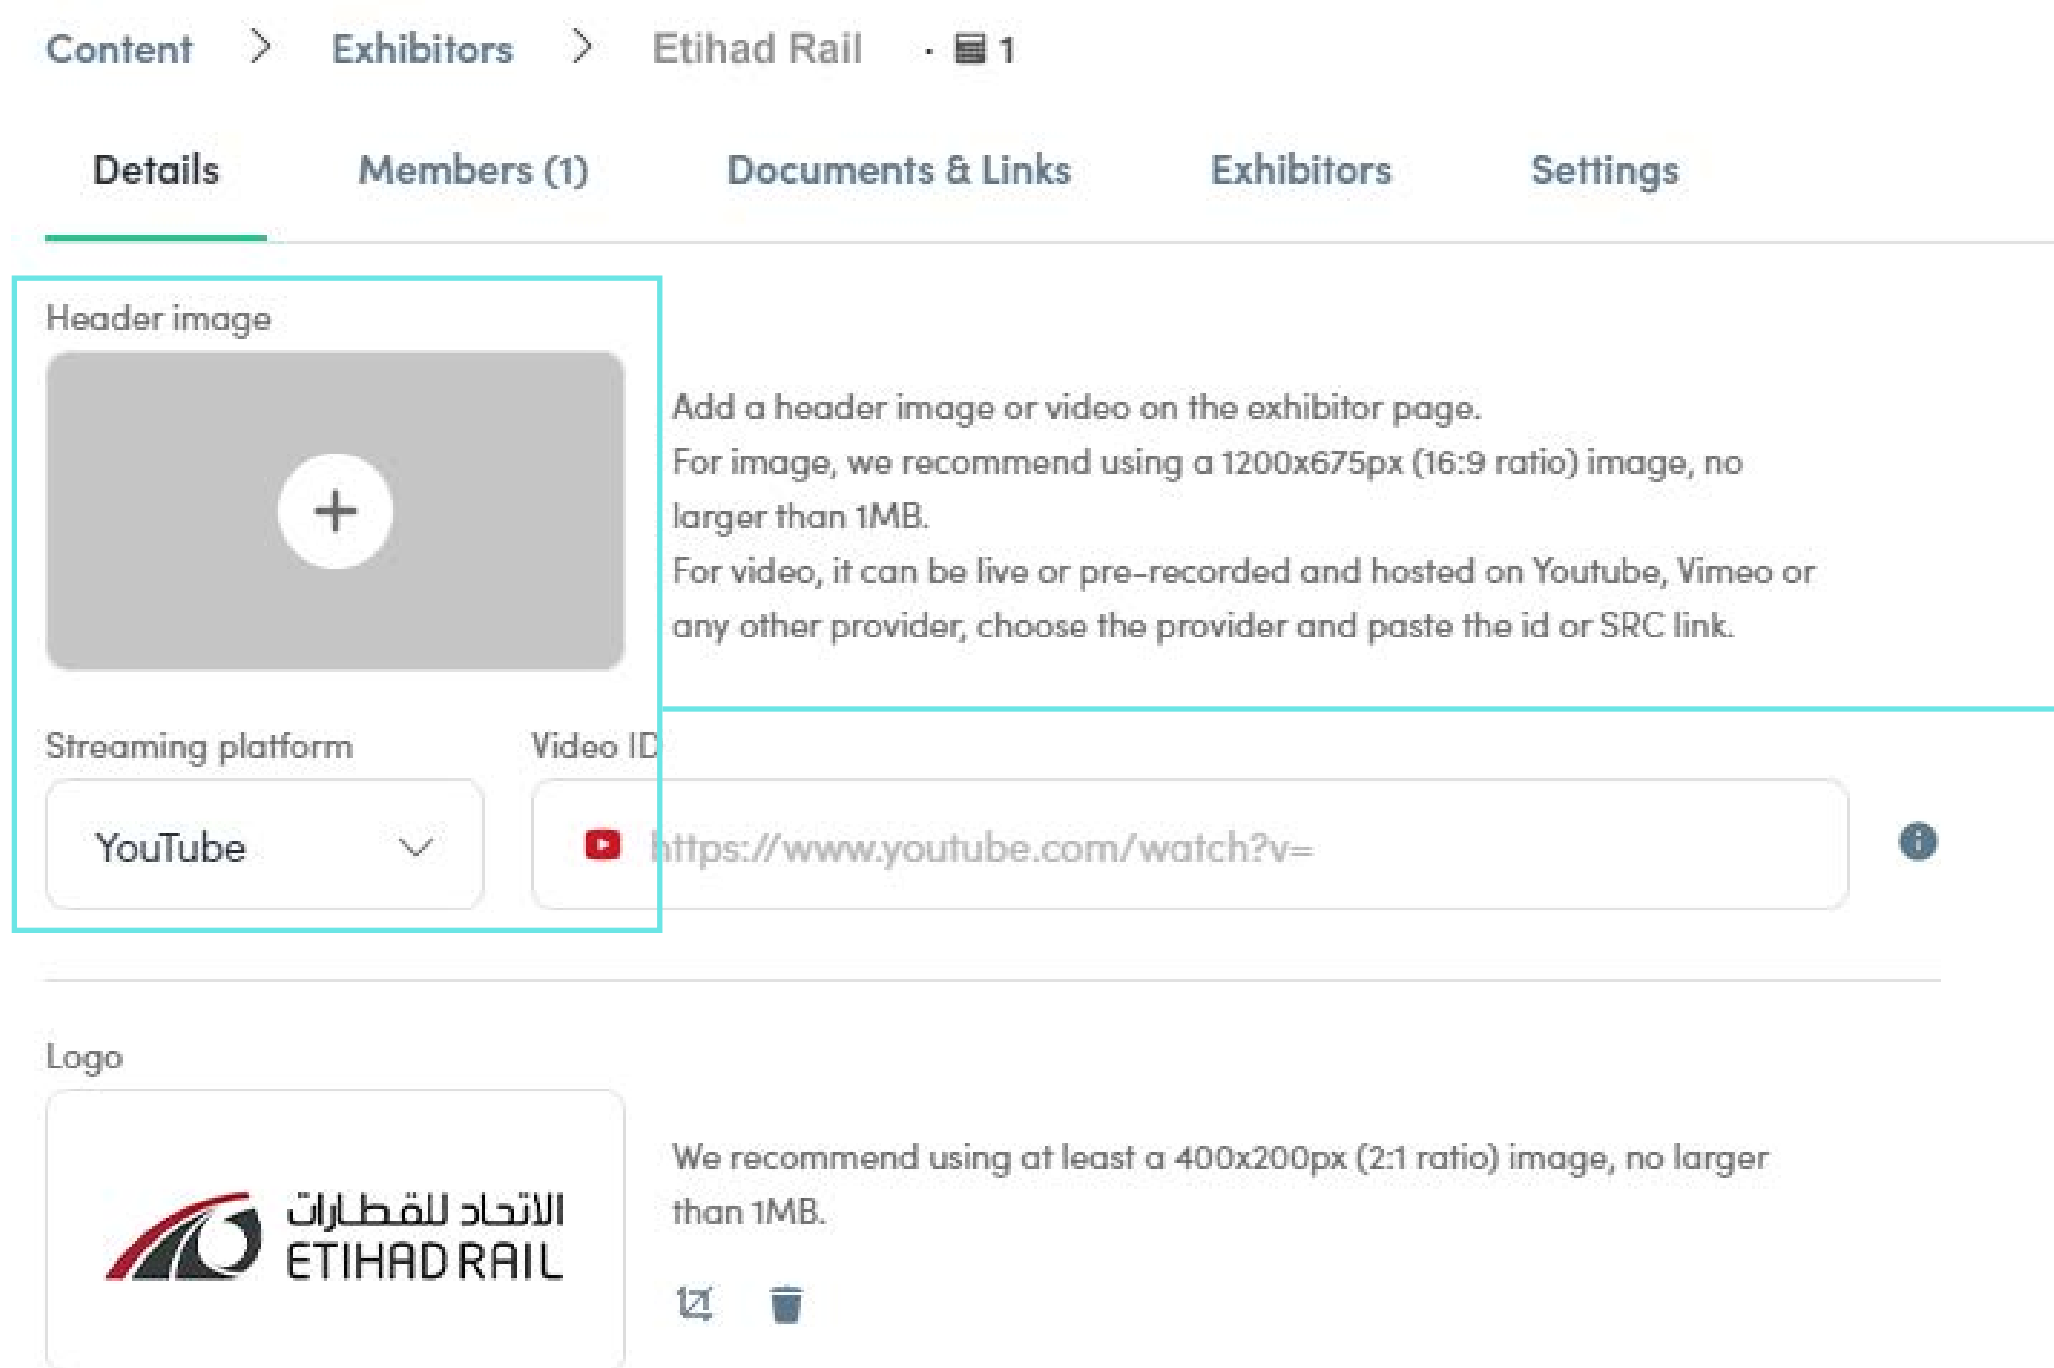 Content > Exhibitors > Etihad Rail · 1
Details Members (1) Documents & Links Exhibitors Settings
Header image
Add a header image or video on the exhibitor page.
For image, we recommend using a 1200x675px (16:9 ratio) image, no
larger than 1MB.
For video, it can be live or pre-recorded and hosted on Youtube, Vimeo or
any other provider, choose the provider and paste the id or SRC link.
Streaming platform Video ID
YouTube https://www.youtube.com/watch?v=
Logo
الاتحاد للقطارات
ETIHAD RAIL
We recommend using at least a 400x200px (2:1 ratio) image, no larger
than 1MB.